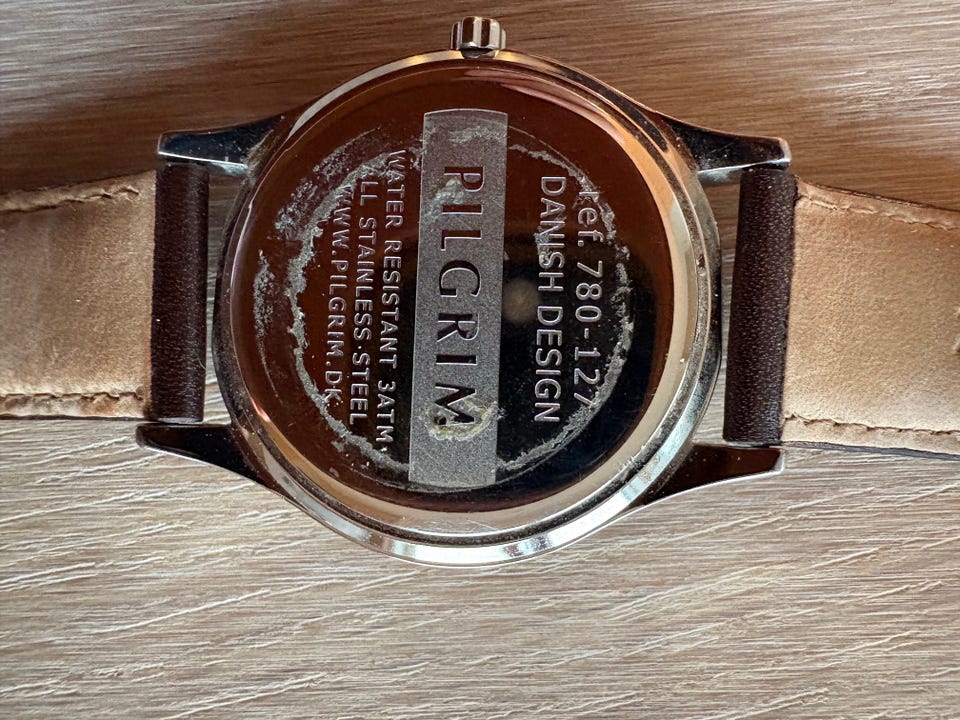 ref. 780-127
DANISH DESIGN
PILGRIM
WATER RESISTANT 3ATM.
LL STAINLESS·STEEL
WWW.PILGRIM.DK